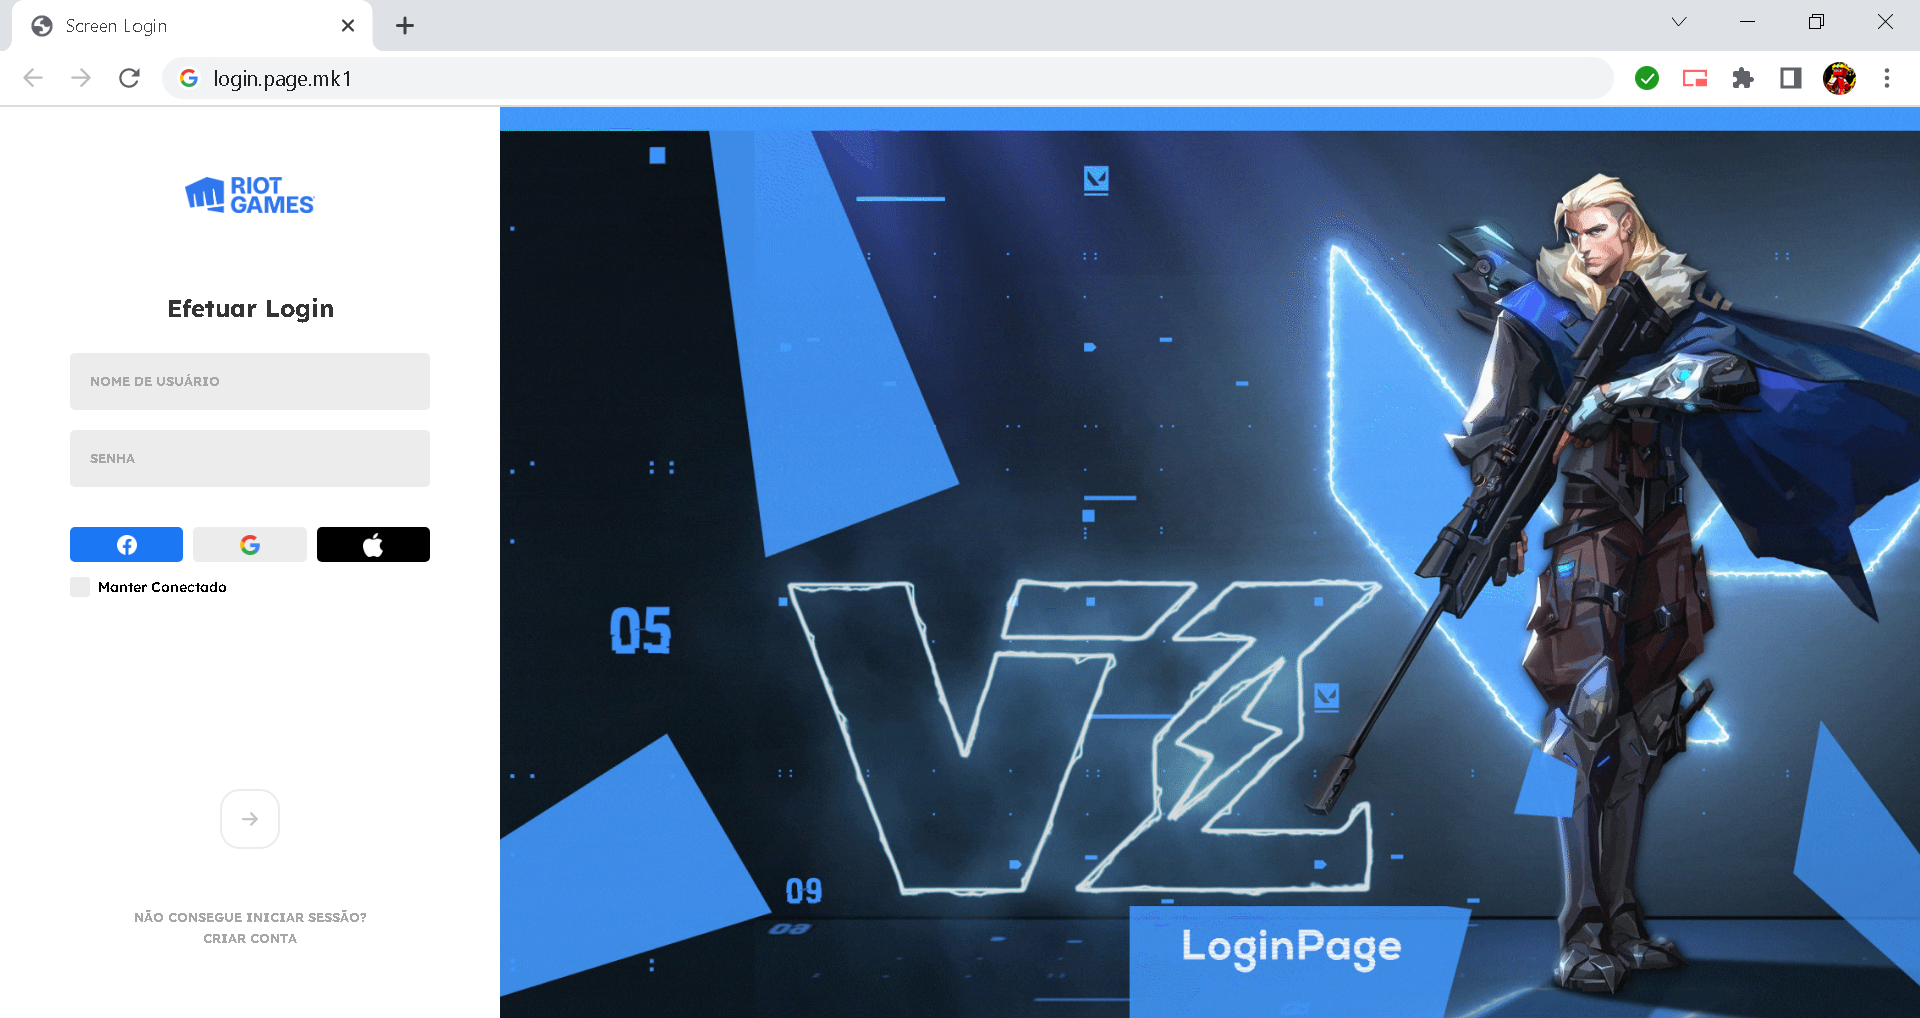 Screen Login
login.page.mk1
RIOT
GAMES
Efetuar Login
NOME DE USUÁRIO
SENHA
Manter Conectado
NÃO CONSEGUE INICIAR SESSÃO?
CRIAR CONTA
05
VZ
09
LoginPage